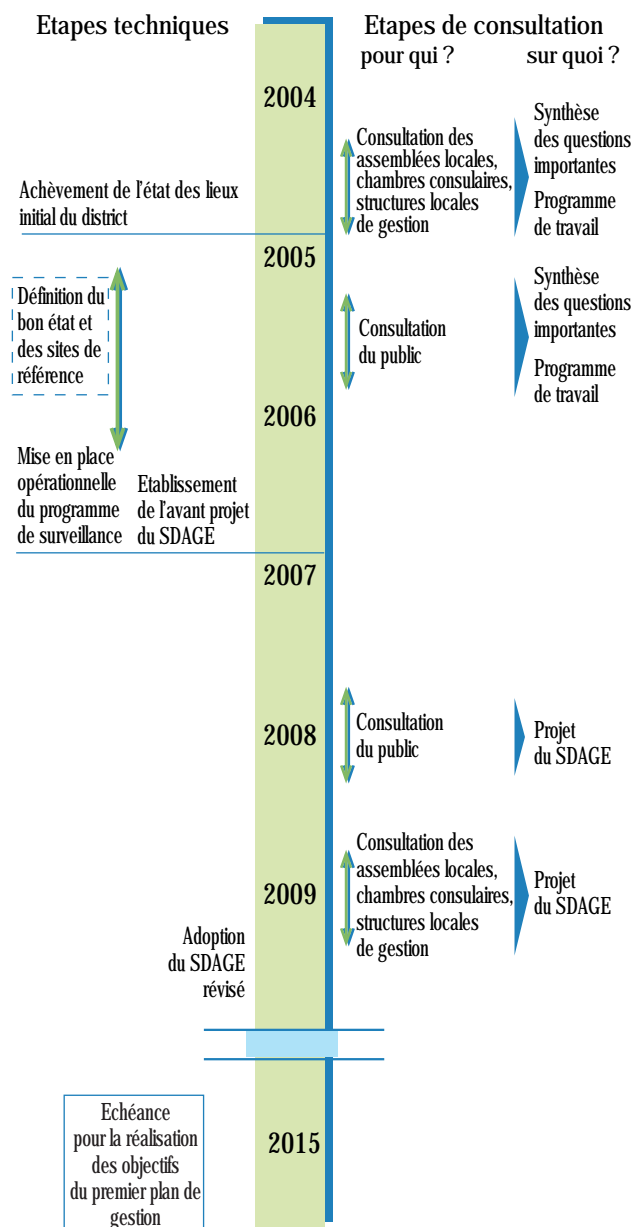 Etapes techniques
Etapes de consultation
pour qui ?
sur quoi ?
2004
Consultation des
assemblées locales,
chambres consulaires,
structures locales
de gestion
Synthèse
des questions
importantes
Programme
de travail
Achèvement de l'état des lieux
initial du district
2005
Définition du
bon état et
des sites de
référence
Consultation
du public
Synthèse
des questions
importantes
Programme
de travail
2006
Mise en place
opérationnelle
du programme
de surveillance
Etablissement
de l'avant projet
du SDAGE
2007
2008
Consultation
du public
Projet
du SDAGE
2009
Consultation des
assemblées locales,
chambres consulaires,
structures locales
de gestion
Projet
du SDAGE
Adoption
du SDAGE
révisé
Echéance
pour la réalisation
des objectifs
du premier plan de
gestion
2015